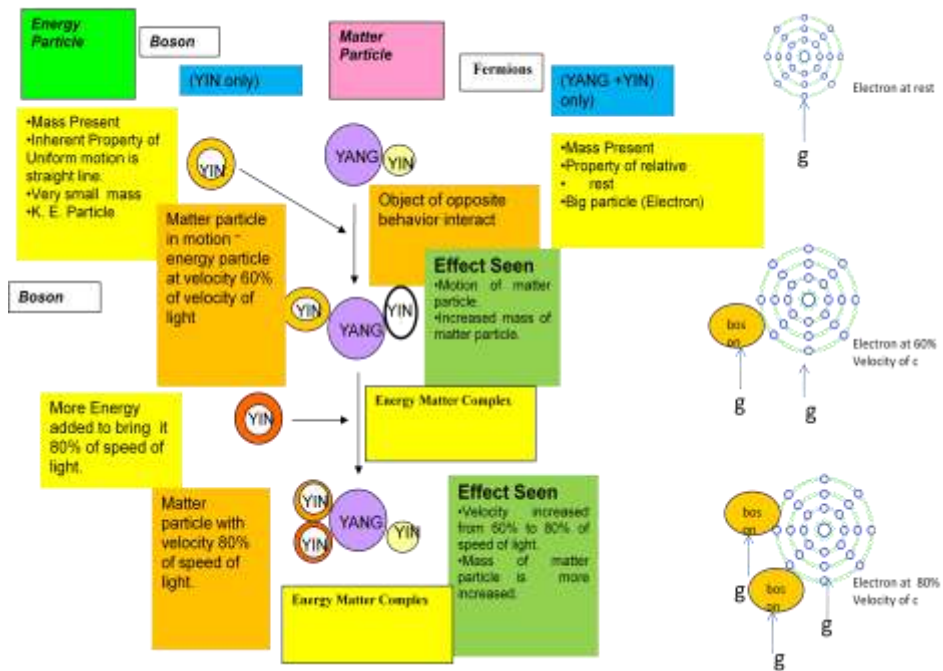 Energy
Particle
Boson
(YIN only)
Matter
Particle
Fermions
(YANG +YIN)
only)
Electron at rest
g
•Mass Present
•Inherent Property of
Uniform motion is
straight line.
•Very small mass
•K. E. Particle
YIN
YANG
YIN
•Mass Present
•Property of relative
• rest
•Big particle (Electron)
Object of opposite
behavior interact
Matter particle
in motion ~
energy particle
at velocity 60%
of velocity of
light
Boson
YIN
YANG
YIN
Effect Seen
•Motion of matter
particle.
•Increased mass of
matter particle.
bos
on
Electron at 60%
Velocity of c
g
g
More Energy
added to bring it
80% of speed of
light.
YIN
Energy Matter Complex
Matter
particle with
velocity 80%
of speed of
light.
YIN
YIN
YANG
YIN
Effect Seen
•Velocity increased
from 60% to 80% of
speed of light.
•Mass of matter
particle is more
increased.
Energy Matter Complex
bos
on
bos
on
Electron at 80%
Velocity of c
g
g
g